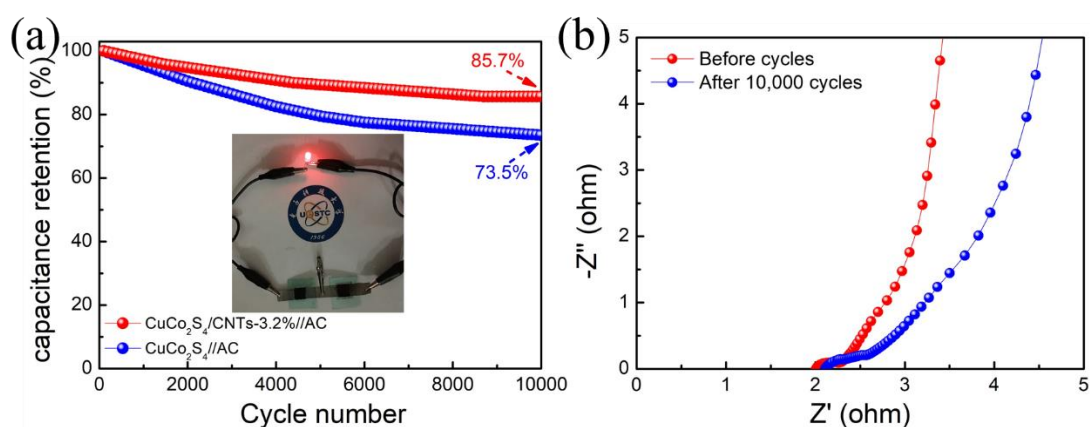 (a)
capacitance retention (%)
100
80
60
40
20
0
0
2000
4000
6000
8000
10000
Cycle number
85.7%
73.5%
USTC
1958
CuCo₂S₄/CNTs-3.2%//AC
CuCo₂S₄//AC
(b)
-Z'' (ohm)
5
4
3
2
1
0
0
1
2
3
4
5
Z' (ohm)
Before cycles
After 10,000 cycles